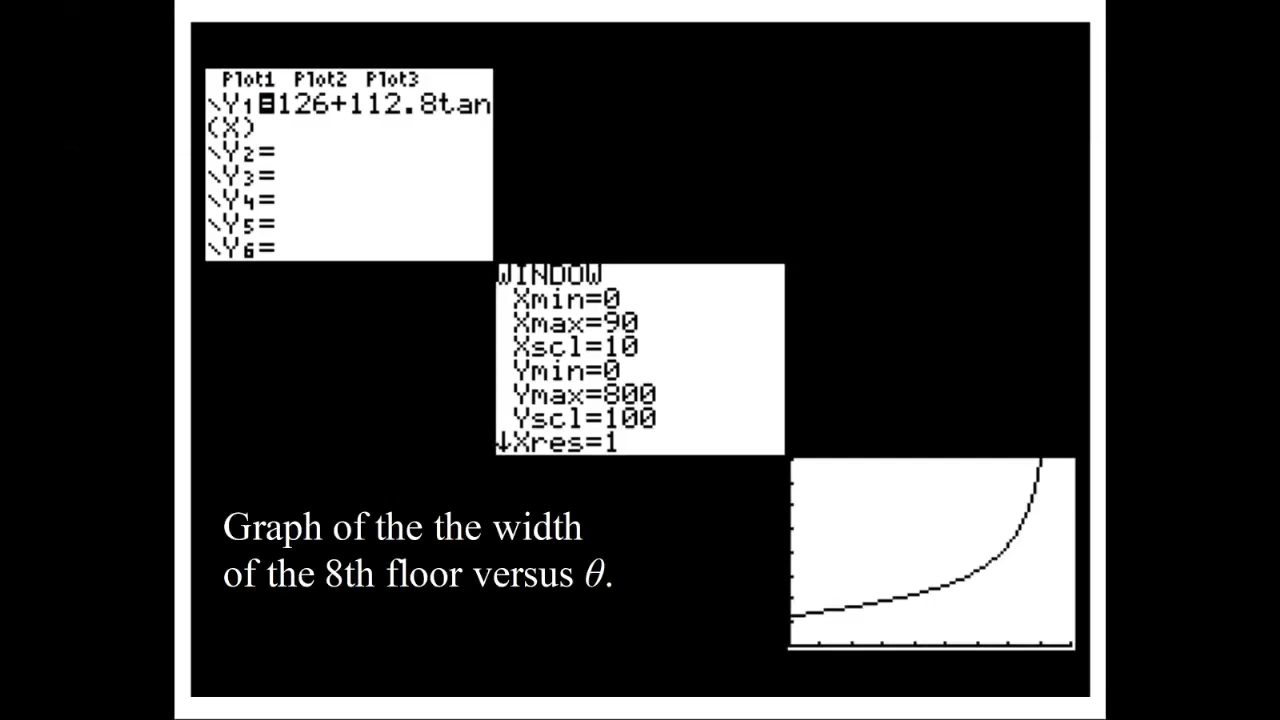 Plot1 Plot2 Plot3
\Y₁=126+112.8tan
(X)
\Y₂=
\Y₃=
\Y₄=
\Y₅=
\Y₆=
WINDOW
Xmin=0
Xmax=90
Xscl=10
Ymin=0
Ymax=800
Yscl=100
↓Xres=1
Graph of the the width
of the 8th floor versus θ.